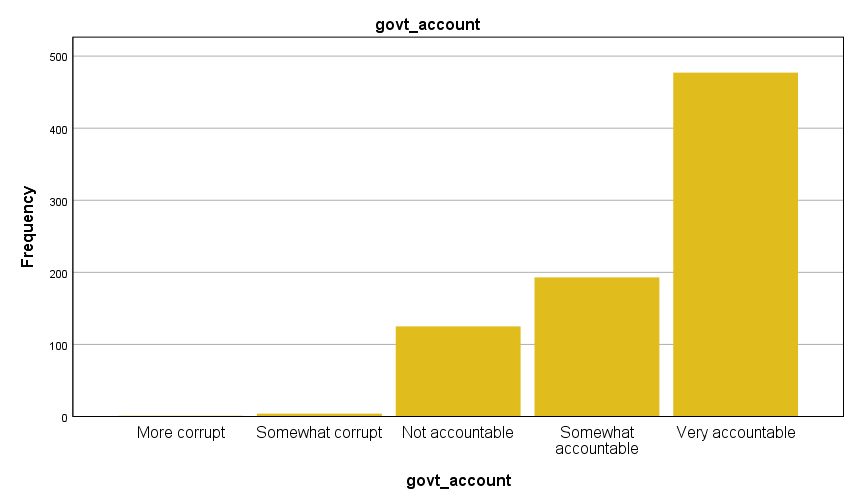 govt_account
500
400
300
200
100
0
Frequency
More corrupt
Somewhat corrupt
Not accountable
Somewhat
accountable
Very accountable
govt_account